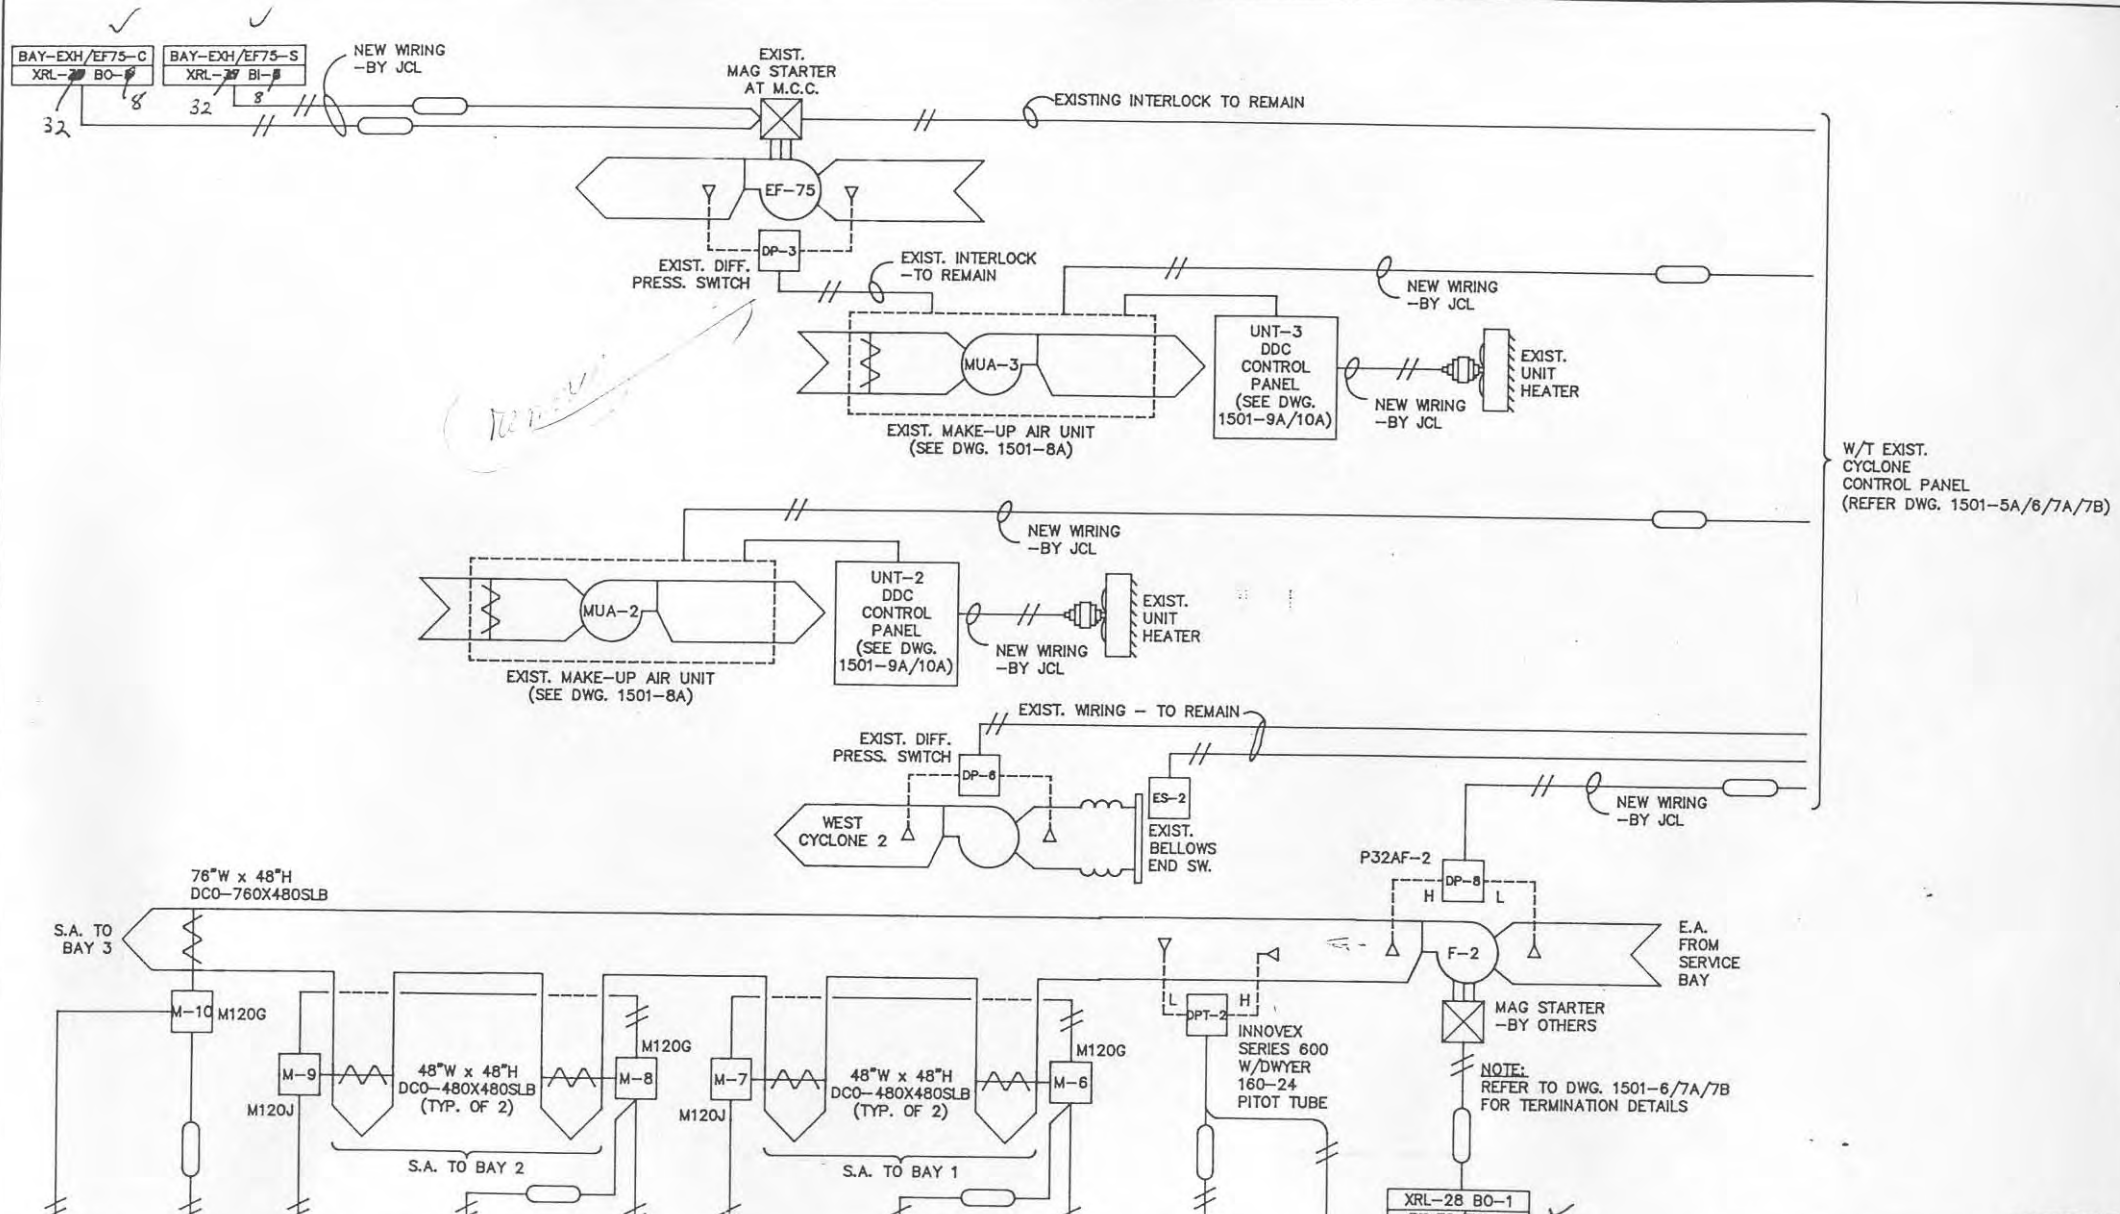 BAY-EXH/EF75-C
XRL- BO-
32
8
BAY-EXH/EF75-S
XRL- BI-
32
8
NEW WIRING
-BY JCL
EXIST.
MAG STARTER
AT M.C.C.
EXISTING INTERLOCK TO REMAIN
EF-75
DP-3
EXIST. DIFF.
PRESS. SWITCH
EXIST. INTERLOCK
-TO REMAIN
NEW WIRING
-BY JCL
MUA-3
EXIST. MAKE-UP AIR UNIT
(SEE DWG. 1501-8A)
UNT-3
DDC
CONTROL
PANEL
(SEE DWG.
1501-9A/10A)
NEW WIRING
-BY JCL
EXIST.
UNIT
HEATER
W/T EXIST.
CYCLONE
CONTROL PANEL
(REFER DWG. 1501-5A/6/7A/7B)
NEW WIRING
-BY JCL
MUA-2
EXIST. MAKE-UP AIR UNIT
(SEE DWG. 1501-8A)
UNT-2
DDC
CONTROL
PANEL
(SEE DWG.
1501-9A/10A)
NEW WIRING
-BY JCL
EXIST.
UNIT
HEATER
EXIST. WIRING - TO REMAIN
EXIST. DIFF.
PRESS. SWITCH
DP-6
ES-2
EXIST.
BELLOWS
END SW.
WEST
CYCLONE 2
NEW WIRING
-BY JCL
P32AF-2
DP-8
H
L
76"W x 48"H
DCO-760X480SLB
S.A. TO
BAY 3
F-2
E.A.
FROM
SERVICE
BAY
M-10
M120G
M-9
M120J
48"W x 48"H
DCO-480X480SLB
(TYP. OF 2)
M-8
M120G
S.A. TO BAY 2
M-7
M120J
48"W x 48"H
DCO-480X480SLB
(TYP. OF 2)
M-6
M120G
S.A. TO BAY 1
L
H
DPT-2
INNOVEX
SERIES 600
W/DWYER
160-24
PITOT TUBE
MAG STARTER
-BY OTHERS
NOTE:
REFER TO DWG. 1501-6/7A/7B
FOR TERMINATION DETAILS
XRL-28 BO-1